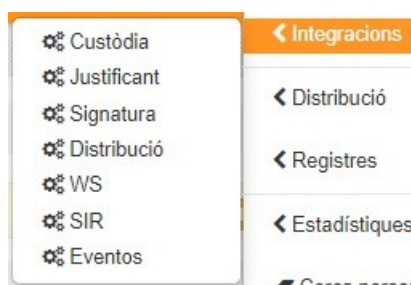 Custòdia
Justificant
Signatura
Distribució
WS
SIR
Eventos
Integracions
Distribució
Registres
Estadístiques